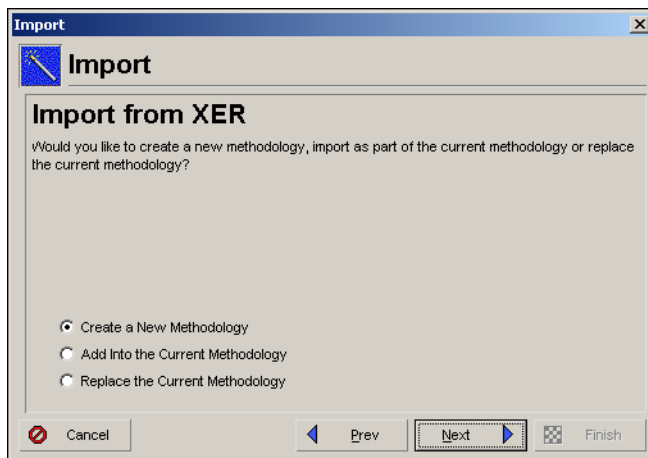 Import
Import
Import from XER
Would you like to create a new methodology, import as part of the current methodology or replace
the current methodology?
Create a New Methodology
Add Into the Current Methodology
Replace the Current Methodology
Cancel
Prev
Next
Finish